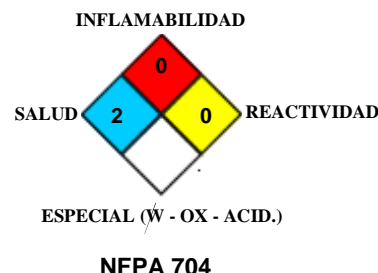 INFLAMABILIDAD
0
SALUD 2 0 REACTIVIDAD
ESPECIAL (W - OX - ACID.)
NFPA 704